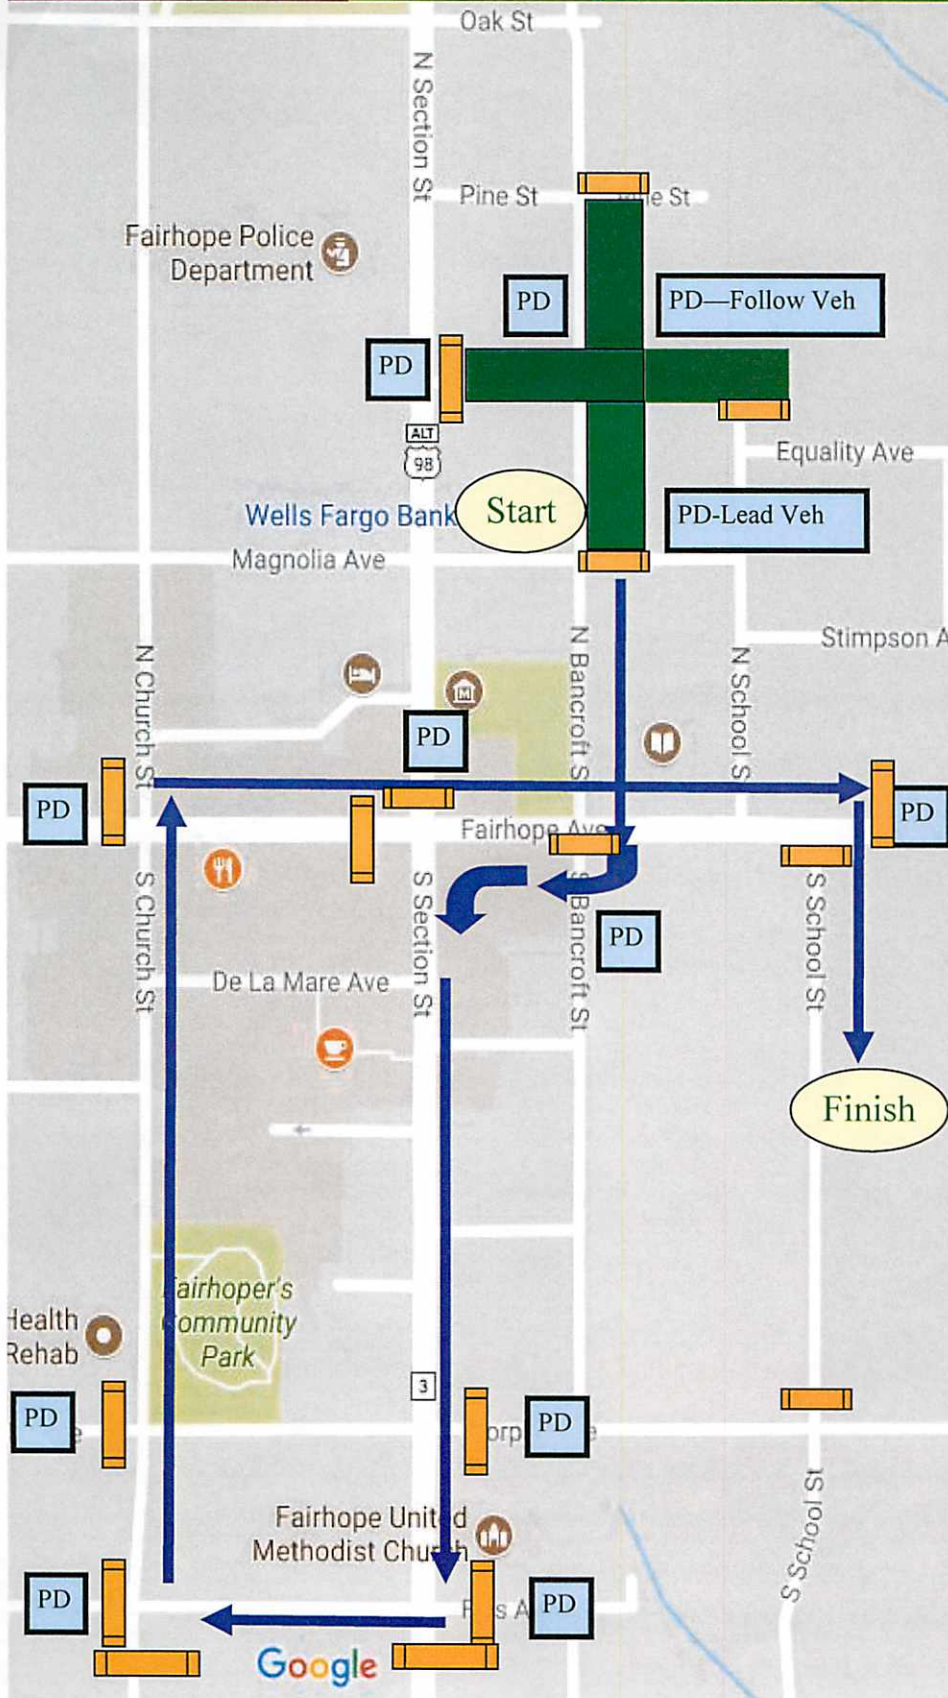 Oak St
N Section St
Pine St
St
Fairhope Police
Department
PD
PD—Follow Veh
PD
ALT
98
Equality Ave
Wells Fargo Bank
Start
PD-Lead Veh
Magnolia Ave
Stimpson A
N Church St
N Bancroft S
N School S
PD
PD
PD
Fairhope Ave
S Church St
S Section St
S Bancroft St
S School St
PD
De La Mare Ave
Finish
Fairhoper's
Community
Park
Health
Rehab
3
PD
PD
orp
e
e
S School St
Fairhope United
Methodist Church
PD
PD
Google